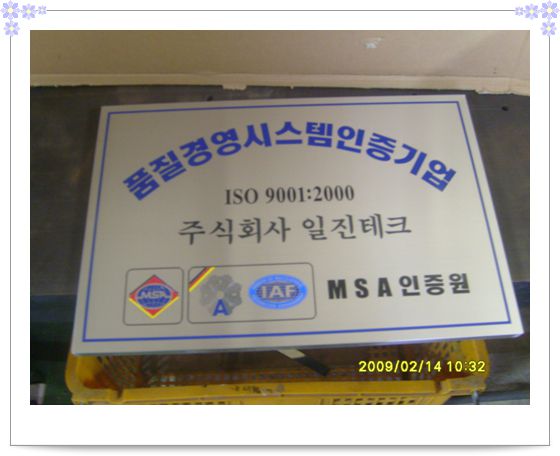 품질경영시스템인증기업
ISO 9001:2000
주식회사 일진테크
MSA
A
IAF
MSA인증원
2009/02/14 10:32